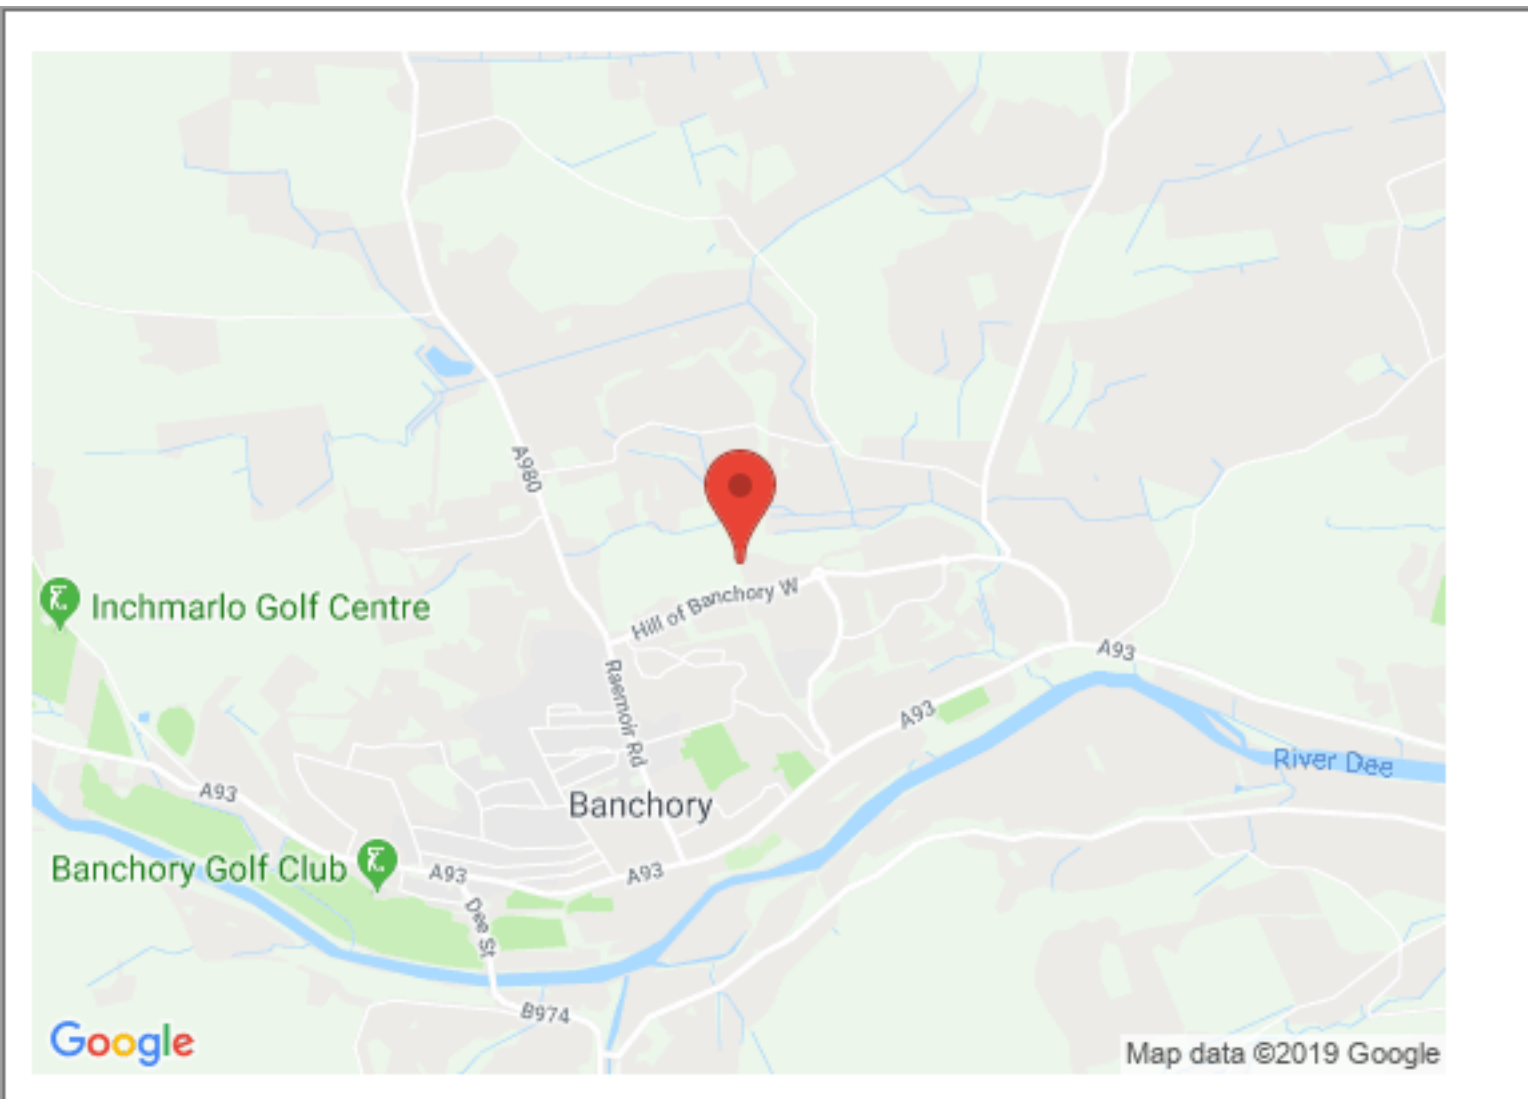 A980
Hill of Banchory W
Inchmarlo Golf Centre
A93
Raemoir Rd
A93
River Dee
A93
Banchory
Banchory Golf Club
A93
A93
Dee St
B974
Google
Map data ©2019 Google